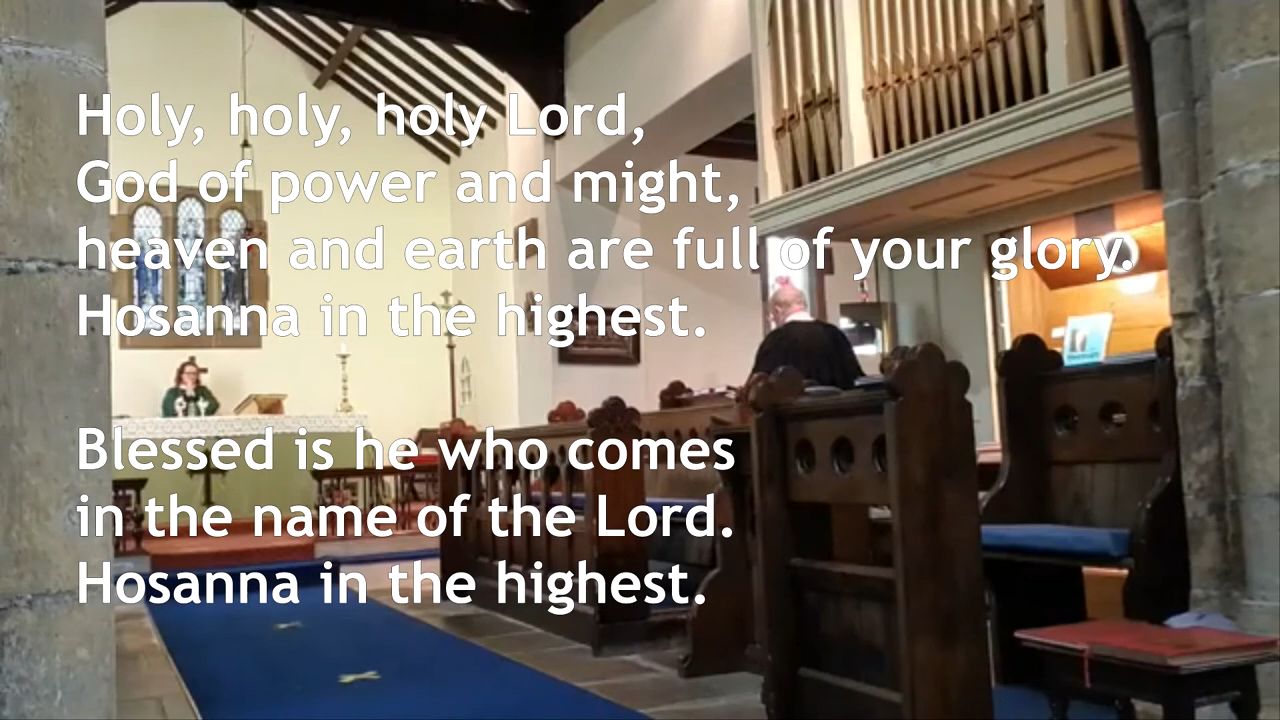 Holy, holy, holy Lord,
God of power and might,
heaven and earth are full of your glory.
Hosanna in the highest.
Blessed is he who comes
in the name of the Lord.
Hosanna in the highest.